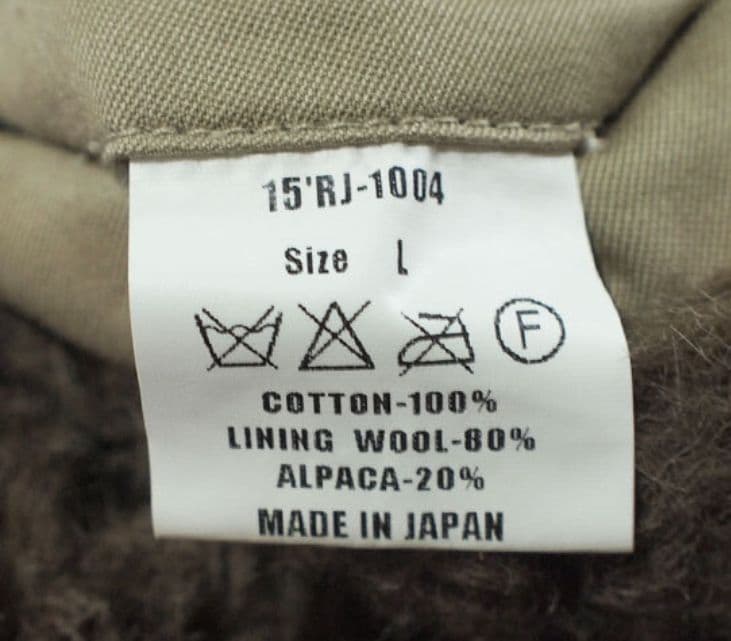 15'RJ-1004
Size L
F
COTTON-100%
LINING WOOL-80%
ALPACA-20%
MADE IN JAPAN